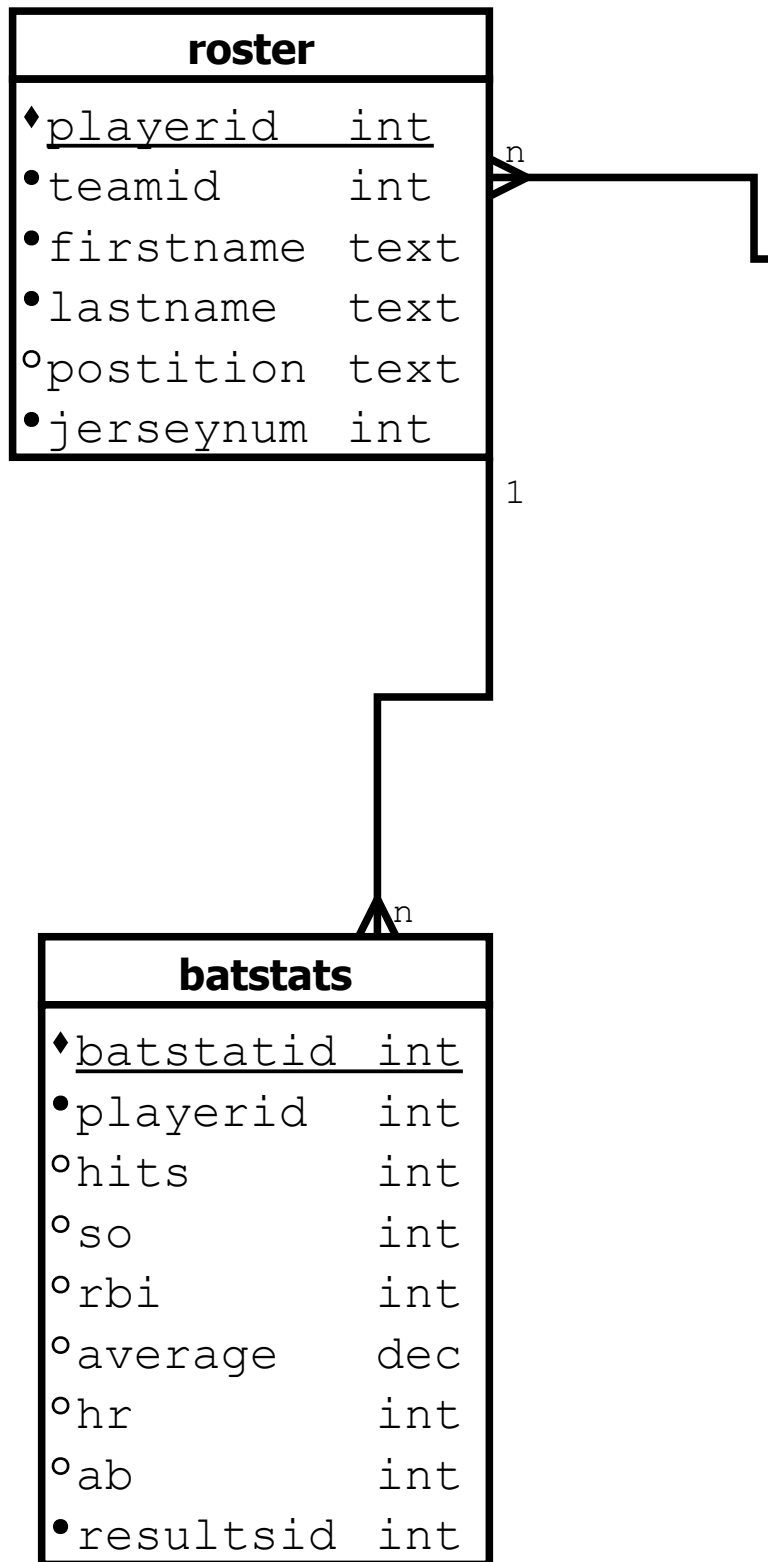 roster
playerid int
n
teamid int
firstname text
lastname text
postition text
jerseynum int
1
n
batstats
batstatid int
playerid int
hits int
so int
rbi int
average dec
hr int
ab int
resultsid int